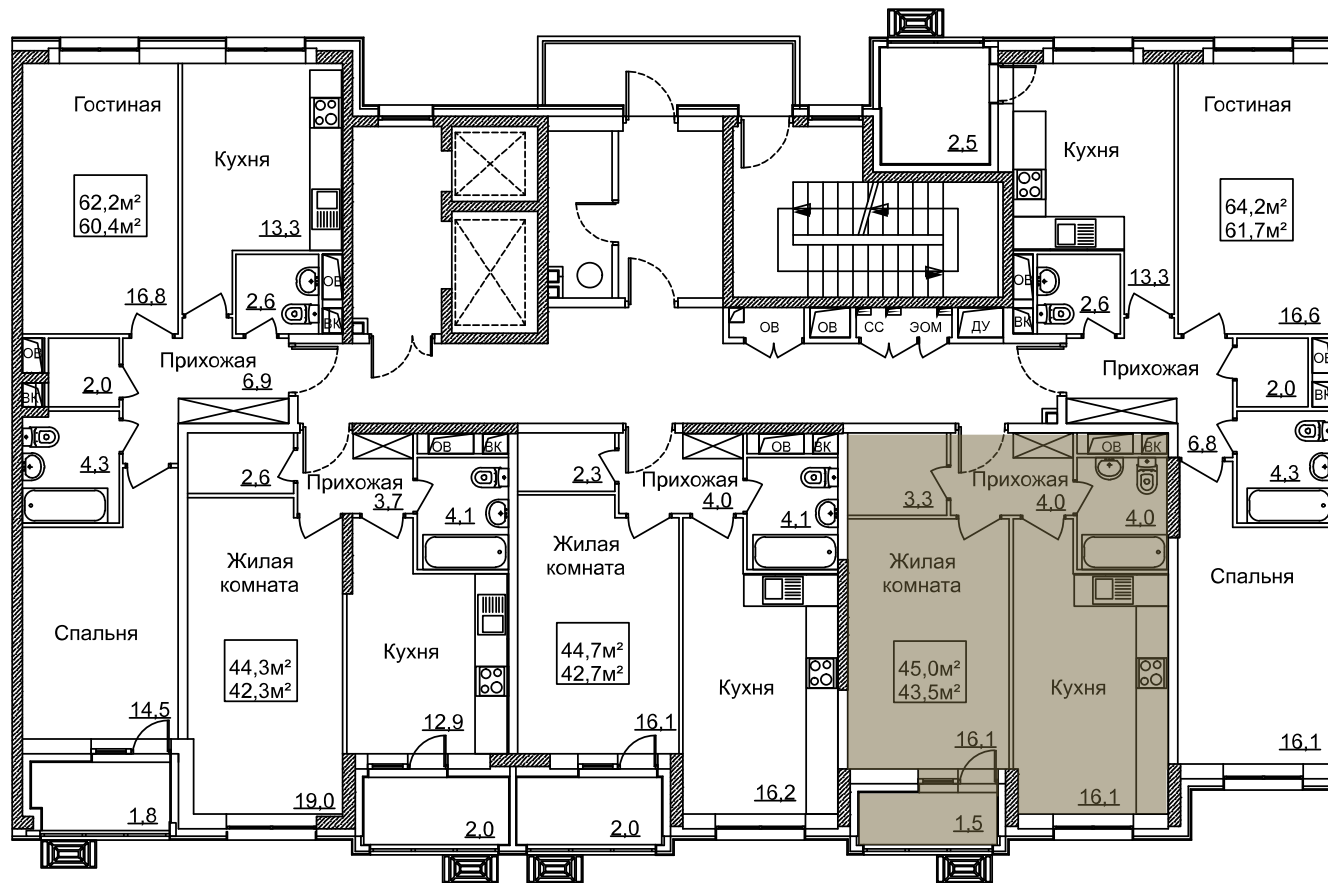 Гостиная
62,2м²
60,4м²
16,8
Кухня
13,3
2,6
ОВ
ВК
ОВ
ВК
2,0
Прихожая
6,9
4,3
Спальня
14,5
1,8
2,6
Прихожая
3,7
ОВ
ВК
4,1
Жилая
комната
44,3м²
42,3м²
19,0
Кухня
12,9
2,0
2,3
Прихожая
4,0
ОВ
ВК
4,1
Жилая
комната
44,7м²
42,7м²
16,1
2,0
Кухня
16,2
ОВ
ОВ
СС
ЭОМ
ДУ
3,3
Прихожая
4,0
ОВ
ВК
4,0
Жилая
комната
45,0м²
43,5м²
16,1
1,5
Кухня
16,1
2,5
Кухня
13,3
ОВ
ВК
2,6
Гостиная
64,2м²
61,7м²
16,6
Прихожая
6,8
2,0
ОВ
ВК
4,3
Спальня
16,1